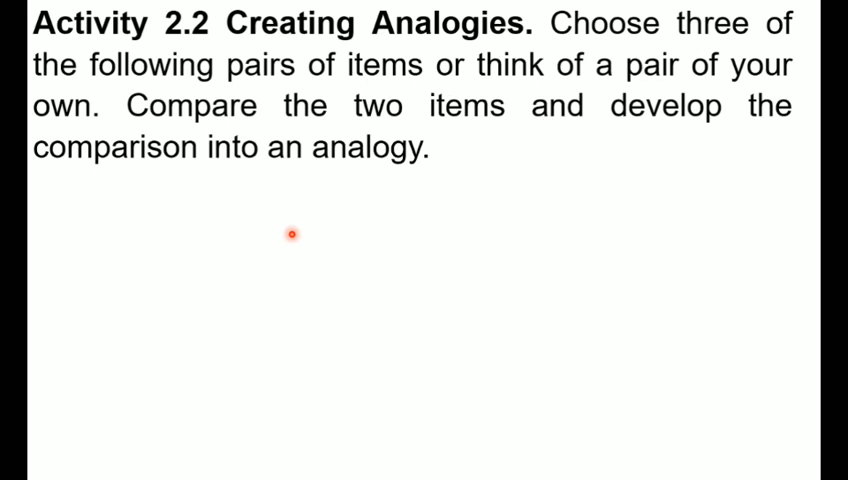 Activity 2.2 Creating Analogies. Choose three of
the following pairs of items or think of a pair of your
own. Compare the two items and develop the
comparison into an analogy.